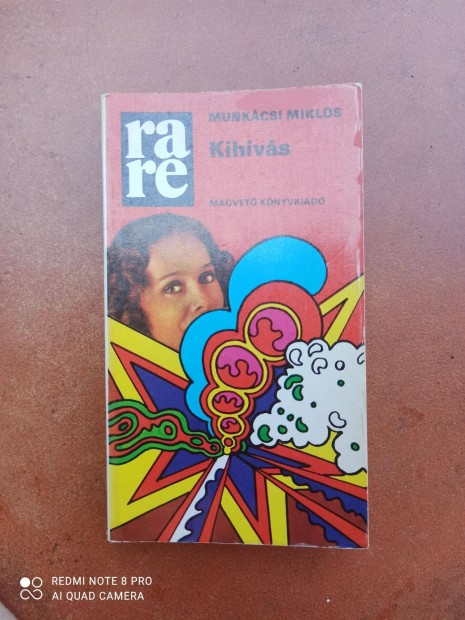 ra
re
MUNKÁCSI MIKLÓS
Kihívás
MAGVETŐ KÖNYVKIADÓ
REDMI NOTE 8 PRO
AI QUAD CAMERA